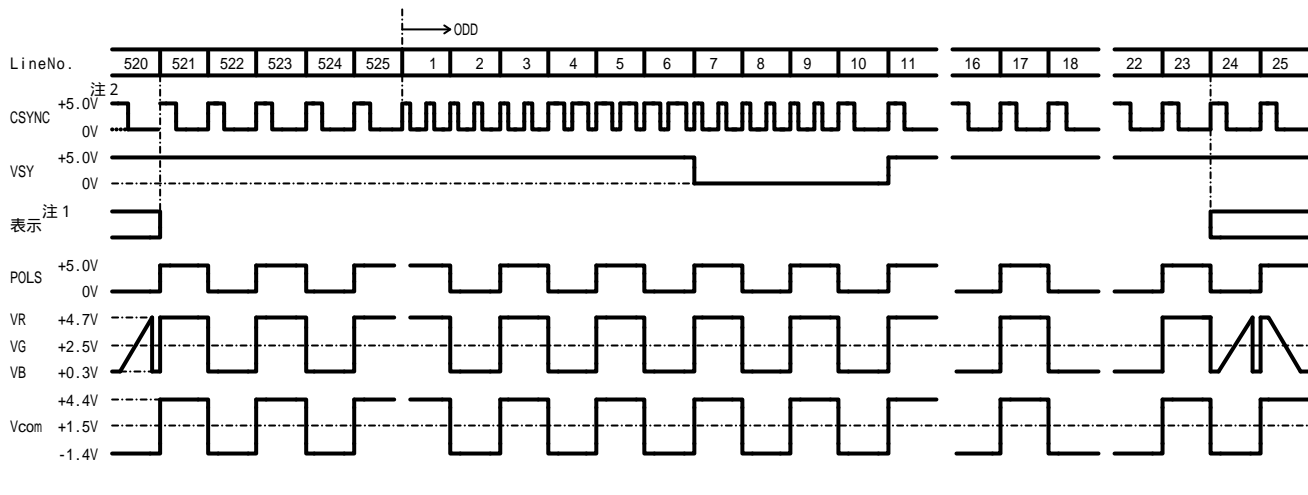 ODD
LineNo. 520 521 522 523 524 525 1 2 3 4 5 6 7 8 9 10 11 16 17 18 22 23 24 25
注2
CSYNC +5.0V
0V
VSY +5.0V
0V
表示 注1
POLS +5.0V
0V
VR +4.7V
VG +2.5V
VB +0.3V
+4.4V
Vcom +1.5V
-1.4V